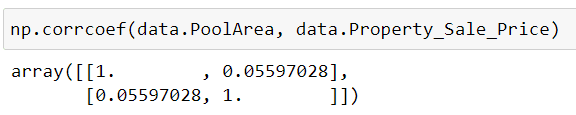 np.corrcoef(data.PoolArea, data.Property_Sale_Price)
array([[1.        , 0.05597028],
       [0.05597028, 1.        ]])